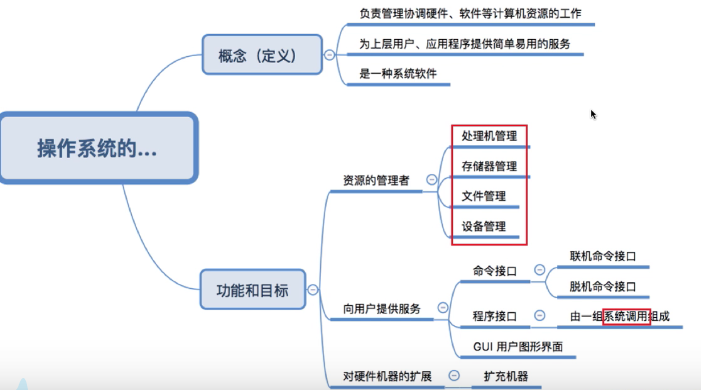 负责管理协调硬件、软件等计算机资源的工作
为上层用户、应用程序提供简单易用的服务
概念（定义）
是一种系统软件
操作系统的...
处理机管理
存储器管理
资源的管理者
文件管理
设备管理
联机命令接口
命令接口
脱机命令接口
功能和目标
向用户提供服务
程序接口
由一组系统调用组成
GUI 用户图形界面
对硬件机器的扩展
扩充机器